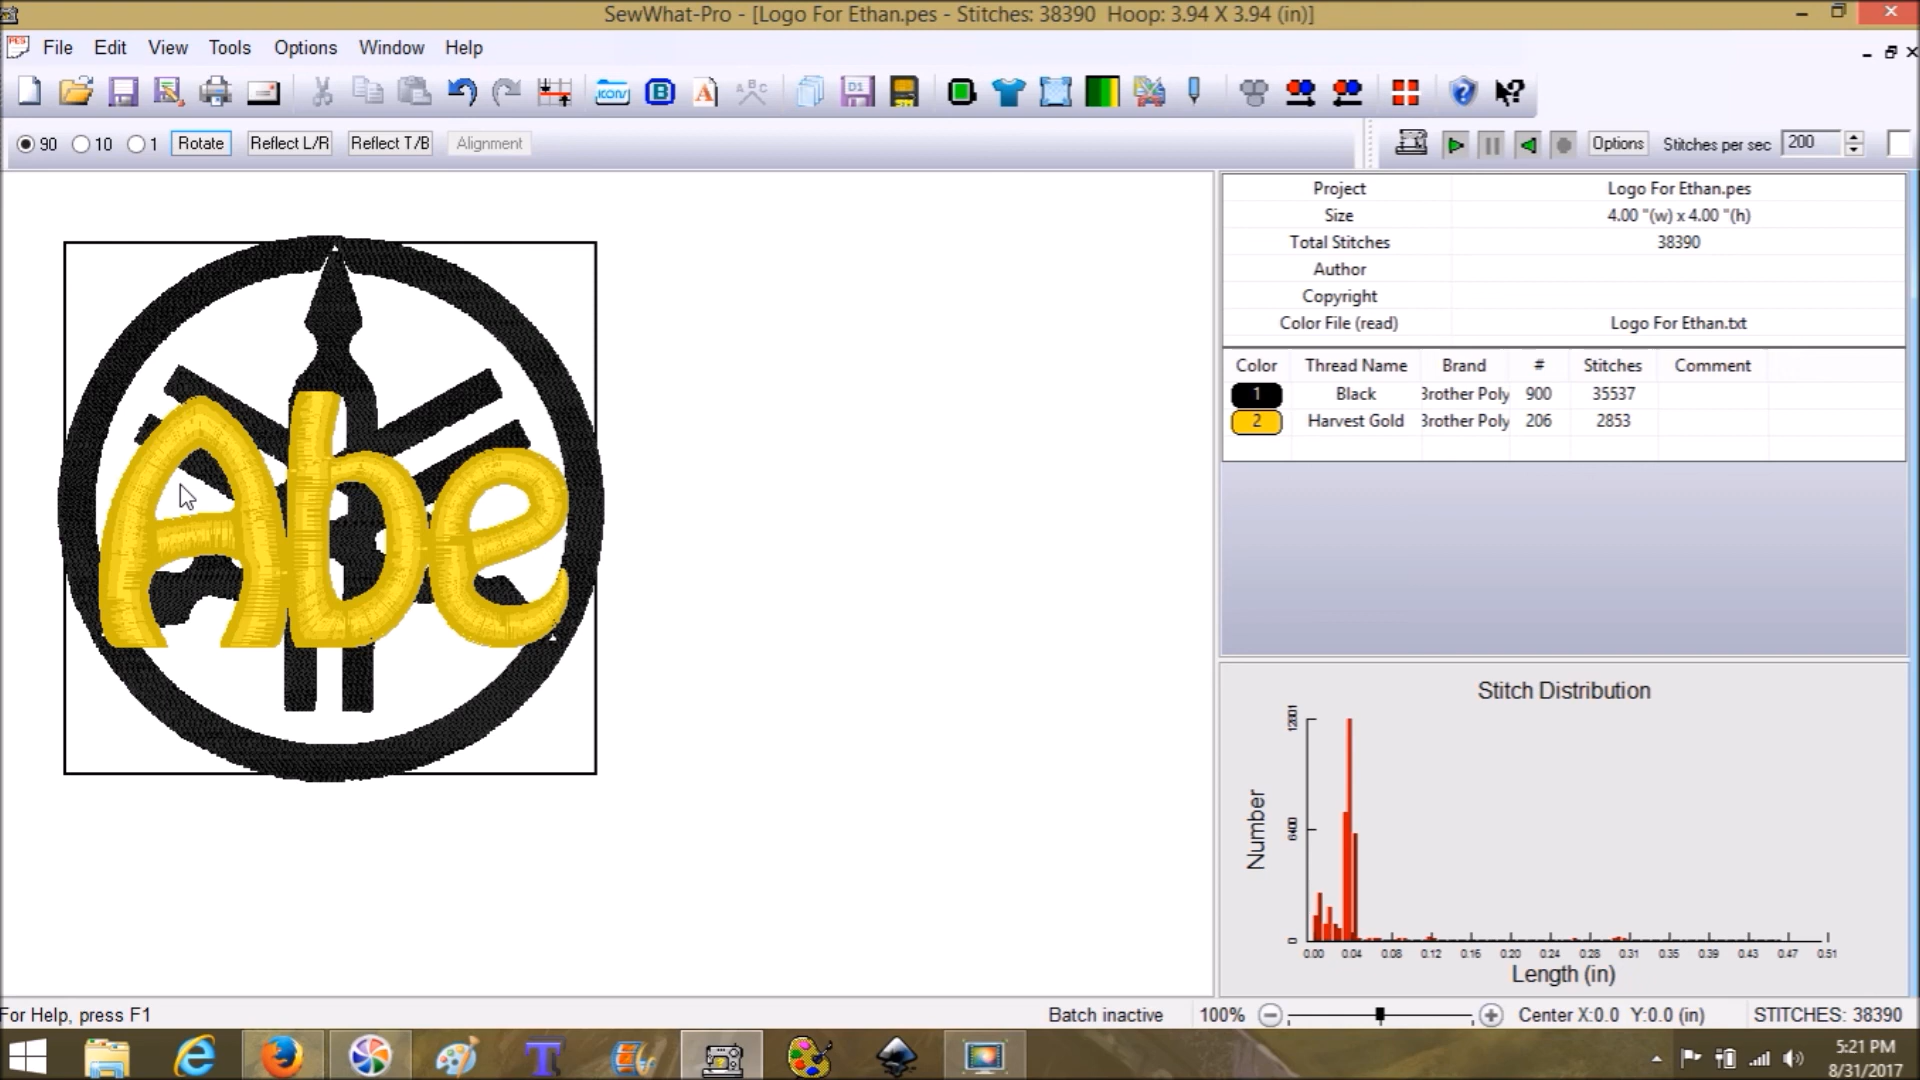 SewWhat-Pro - [Logo For Ethan.pes - Stitches: 38390 Hoop: 3.94 X 3.94 (in)]
File Edit View Tools Options Window Help
90 10 1 Rotate Reflect L/R Reflect T/B Alignment Options Stitches per sec 200
Project Logo For Ethan.pes
Size 4.00 "(w) x 4.00 "(h)
Total Stitches 38390
Author
Copyright
Color File (read) Logo For Ethan.txt
Color Thread Name Brand # Stitches Comment
1 Black Brother Poly 900 35537
2 Harvest Gold Brother Poly 206 2853
Abe
Stitch Distribution
Number
12801
6400
0
0.00 0.04 0.08 0.12 0.16 0.20 0.24 0.28 0.31 0.35 0.39 0.43 0.47 0.51
Length (in)
For Help, press F1 Batch inactive 100% Center X:0.0 Y:0.0 (in) STITCHES: 38390
5:21 PM
8/31/2017